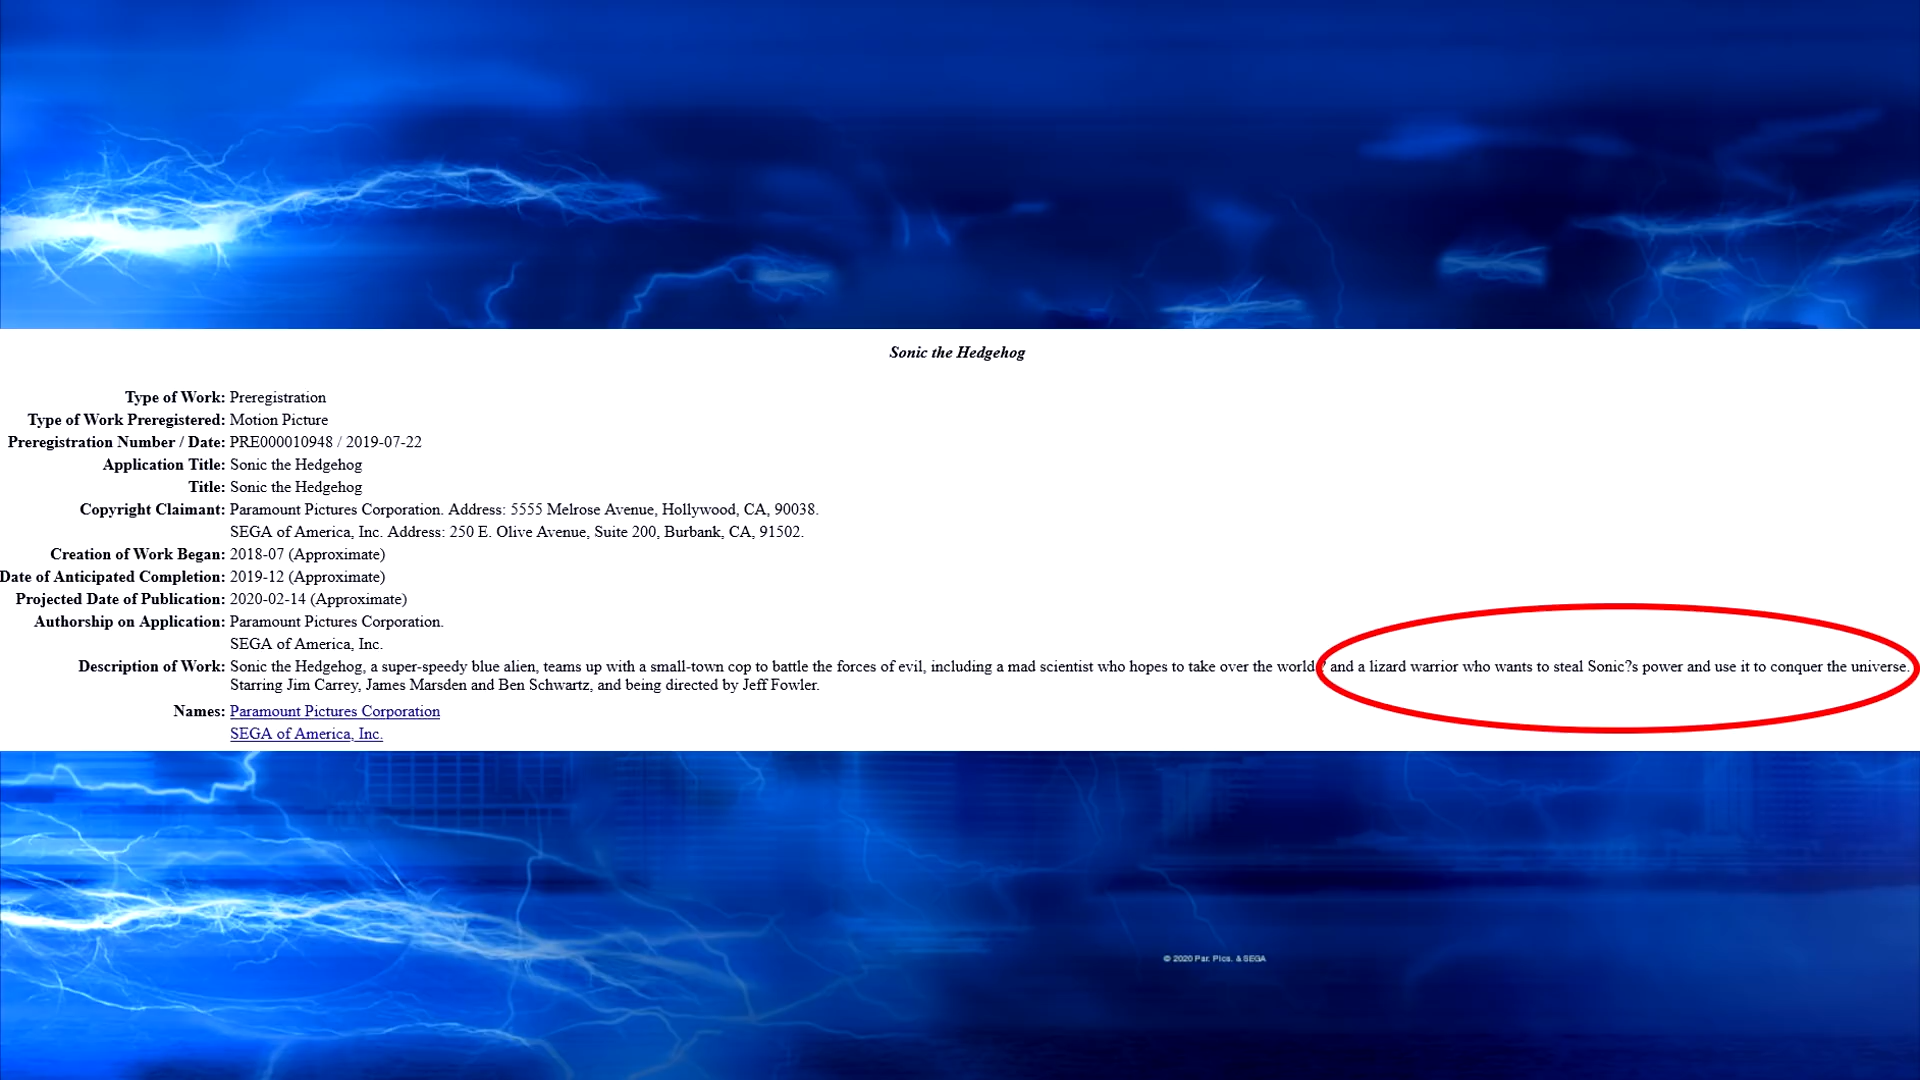 Sonic the Hedgehog
Type of Work: Preregistration
Type of Work Preregistered: Motion Picture
Preregistration Number / Date: PRE000010948 / 2019-07-22
Application Title: Sonic the Hedgehog
Title: Sonic the Hedgehog
Copyright Claimant: Paramount Pictures Corporation. Address: 5555 Melrose Avenue, Hollywood, CA, 90038.
SEGA of America, Inc. Address: 250 E. Olive Avenue, Suite 200, Burbank, CA, 91502.
Creation of Work Began: 2018-07 (Approximate)
Date of Anticipated Completion: 2019-12 (Approximate)
Projected Date of Publication: 2020-02-14 (Approximate)
Authorship on Application: Paramount Pictures Corporation.
SEGA of America, Inc.
Description of Work: Sonic the Hedgehog, a super-speedy blue alien, teams up with a small-town cop to battle the forces of evil, including a mad scientist who hopes to take over the world ? and a lizard warrior who wants to steal Sonic?s power and use it to conquer the universe.
Starring Jim Carrey, James Marsden and Ben Schwartz, and being directed by Jeff Fowler.
Names: Paramount Pictures Corporation
SEGA of America, Inc.
© 2020 Par. Pics. & SEGA